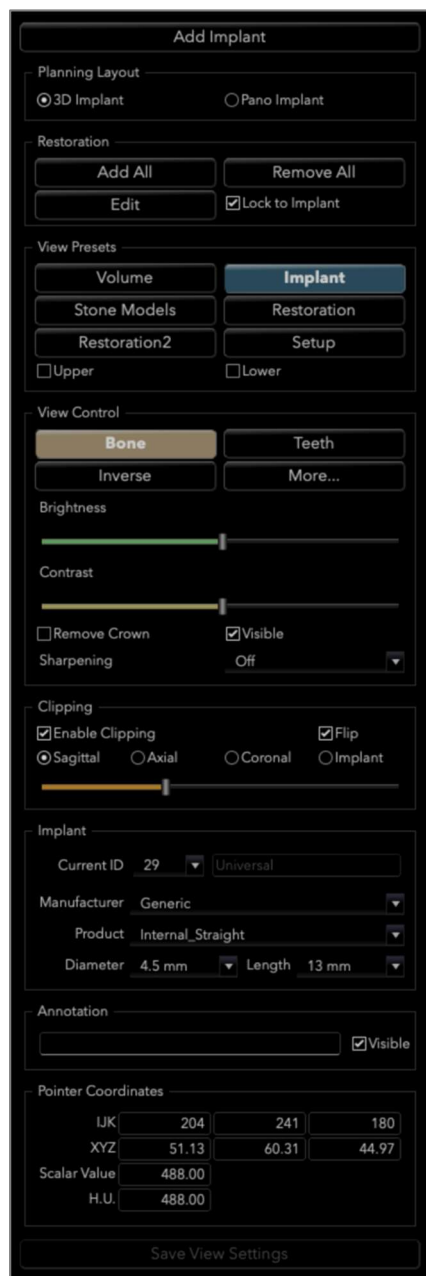 Add Implant
Planning Layout
3D Implant Pano Implant
Restoration
Add All Remove All
Edit Lock to Implant
View Presets
Volume Implant
Stone Models Restoration
Restoration2 Setup
Upper Lower
View Control
Bone Teeth
Inverse More...
Brightness
Contrast
Remove Crown Visible
Sharpening Off
Clipping
Enable Clipping Flip
Sagittal Axial Coronal Implant
Implant
Current ID 29 Universal
Manufacturer Generic
Product Internal_Straight
Diameter 4.5 mm Length 13 mm
Annotation
Visible
Pointer Coordinates
IJK 204 241 180
XYZ 51.13 60.31 44.97
Scalar Value 488.00
H.U. 488.00
Save View Settings